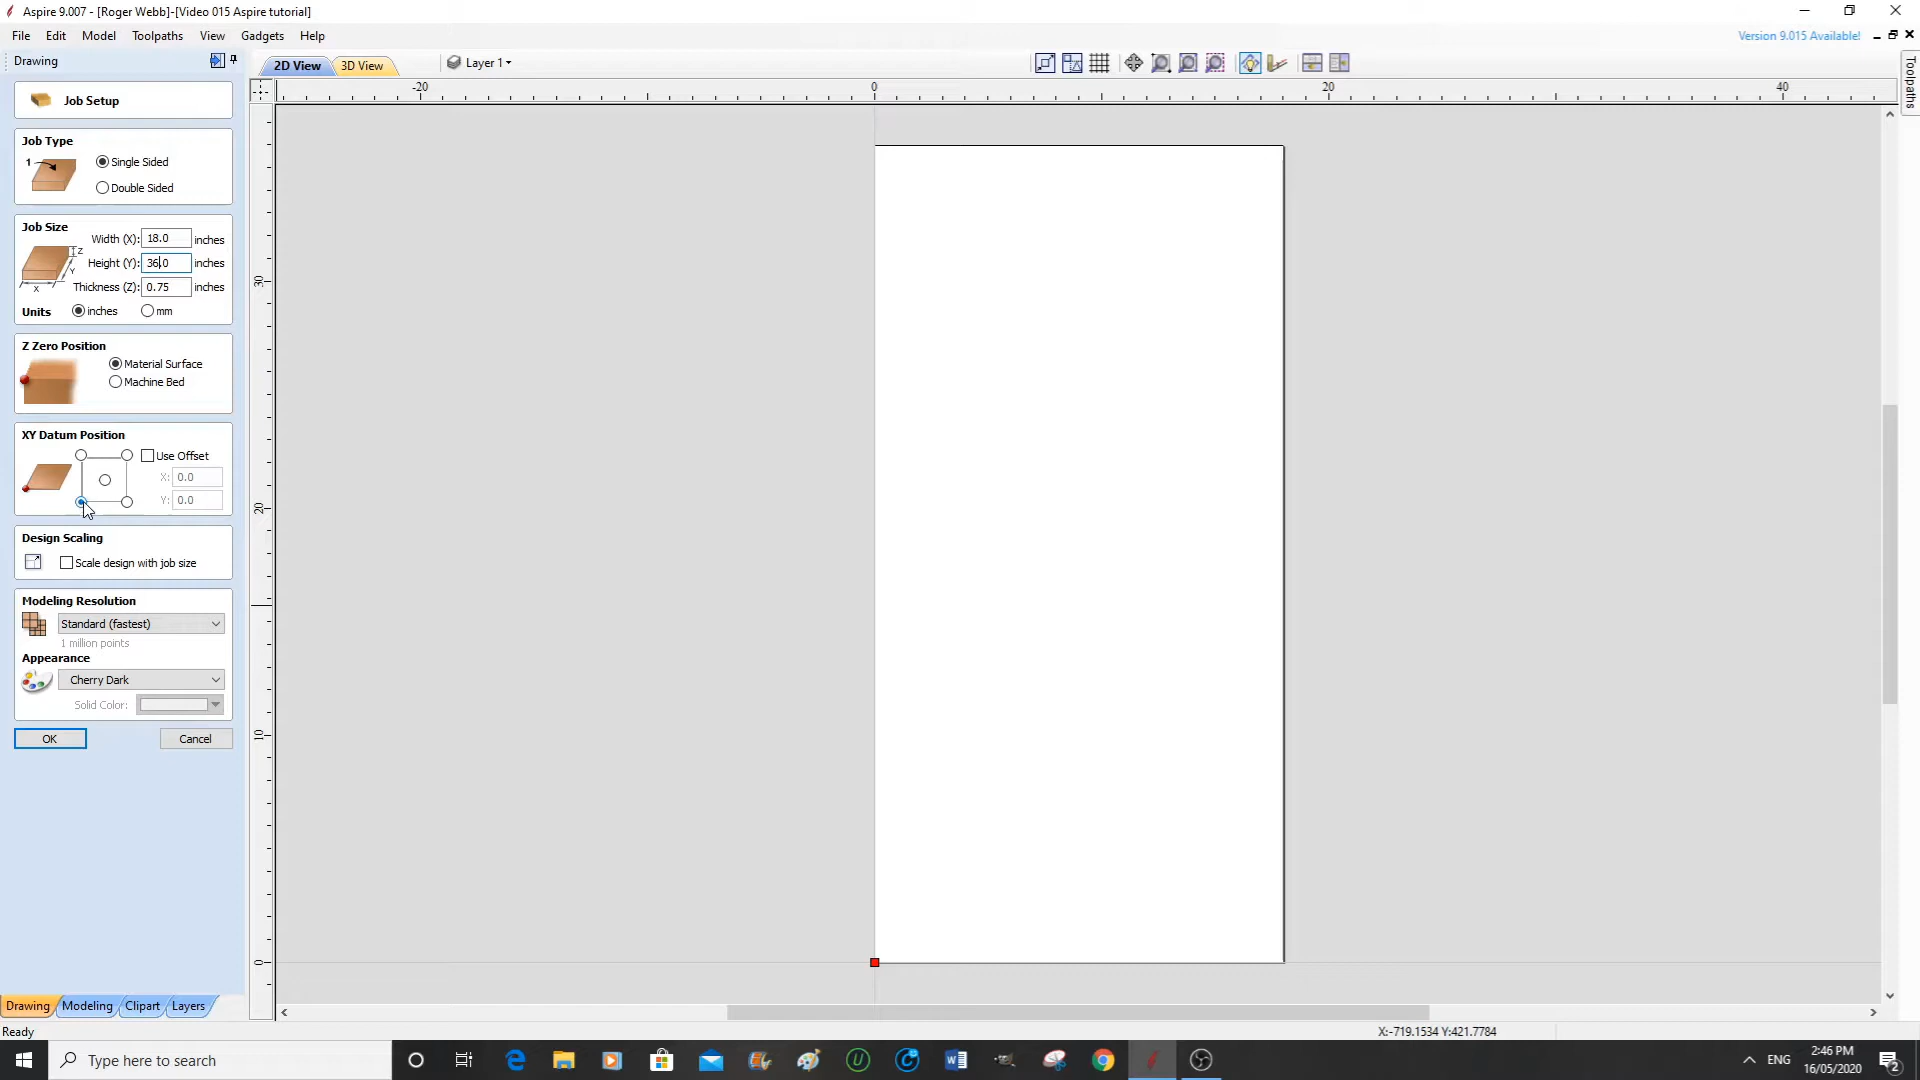 Aspire 9.007 - [Roger Webb]-[Video 015 Aspire tutorial]
File Edit Model Toolpaths View Gadgets Help
Version 9.015 Available!
Drawing
2D View 3D View Layer 1
Toolpaths
-20 0 20 40
Job Setup
Job Type
1
Single Sided
Double Sided
Job Size
Width (X): 18.0 inches
Z
Height (Y): 36.0 inches
Y
X
Thickness (Z): 0.75 inches
Units inches mm
30
Z Zero Position
Material Surface
Machine Bed
XY Datum Position
Use Offset
X: 0.0
Y: 0.0
20
Design Scaling
Scale design with job size
Modeling Resolution
Standard (fastest)
1 million points
Appearance
Cherry Dark
Solid Color:
10
OK Cancel
0
Drawing Modeling Clipart Layers
Ready
X:-719.1534 Y:421.7784
Type here to search
ENG
2:46 PM
16/05/2020
2